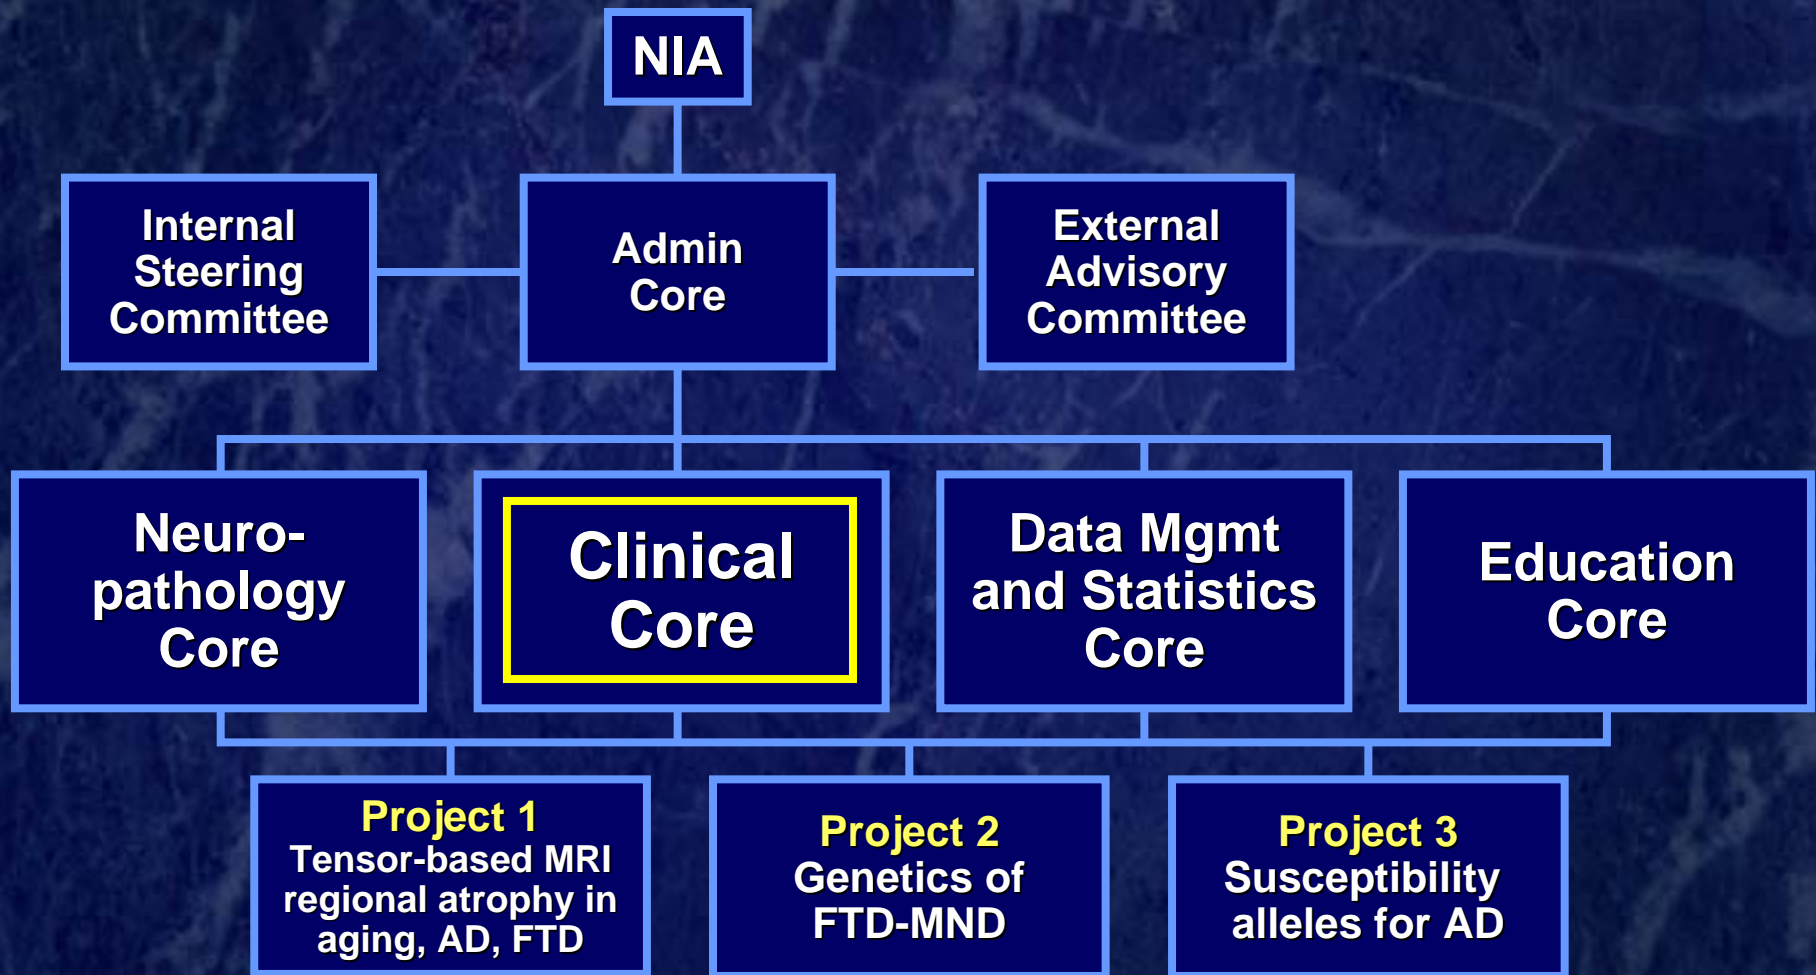 NIA
Internal
Steering
Committee
Admin
Core
External
Advisory
Committee
Neuro-
pathology
Core
Clinical
Core
Data Mgmt
and Statistics
Core
Education
Core
Project 1
Tensor-based MRI
regional atrophy in
aging, AD, FTD
Project 2
Genetics of
FTD-MND
Project 3
Susceptibility
alleles for AD